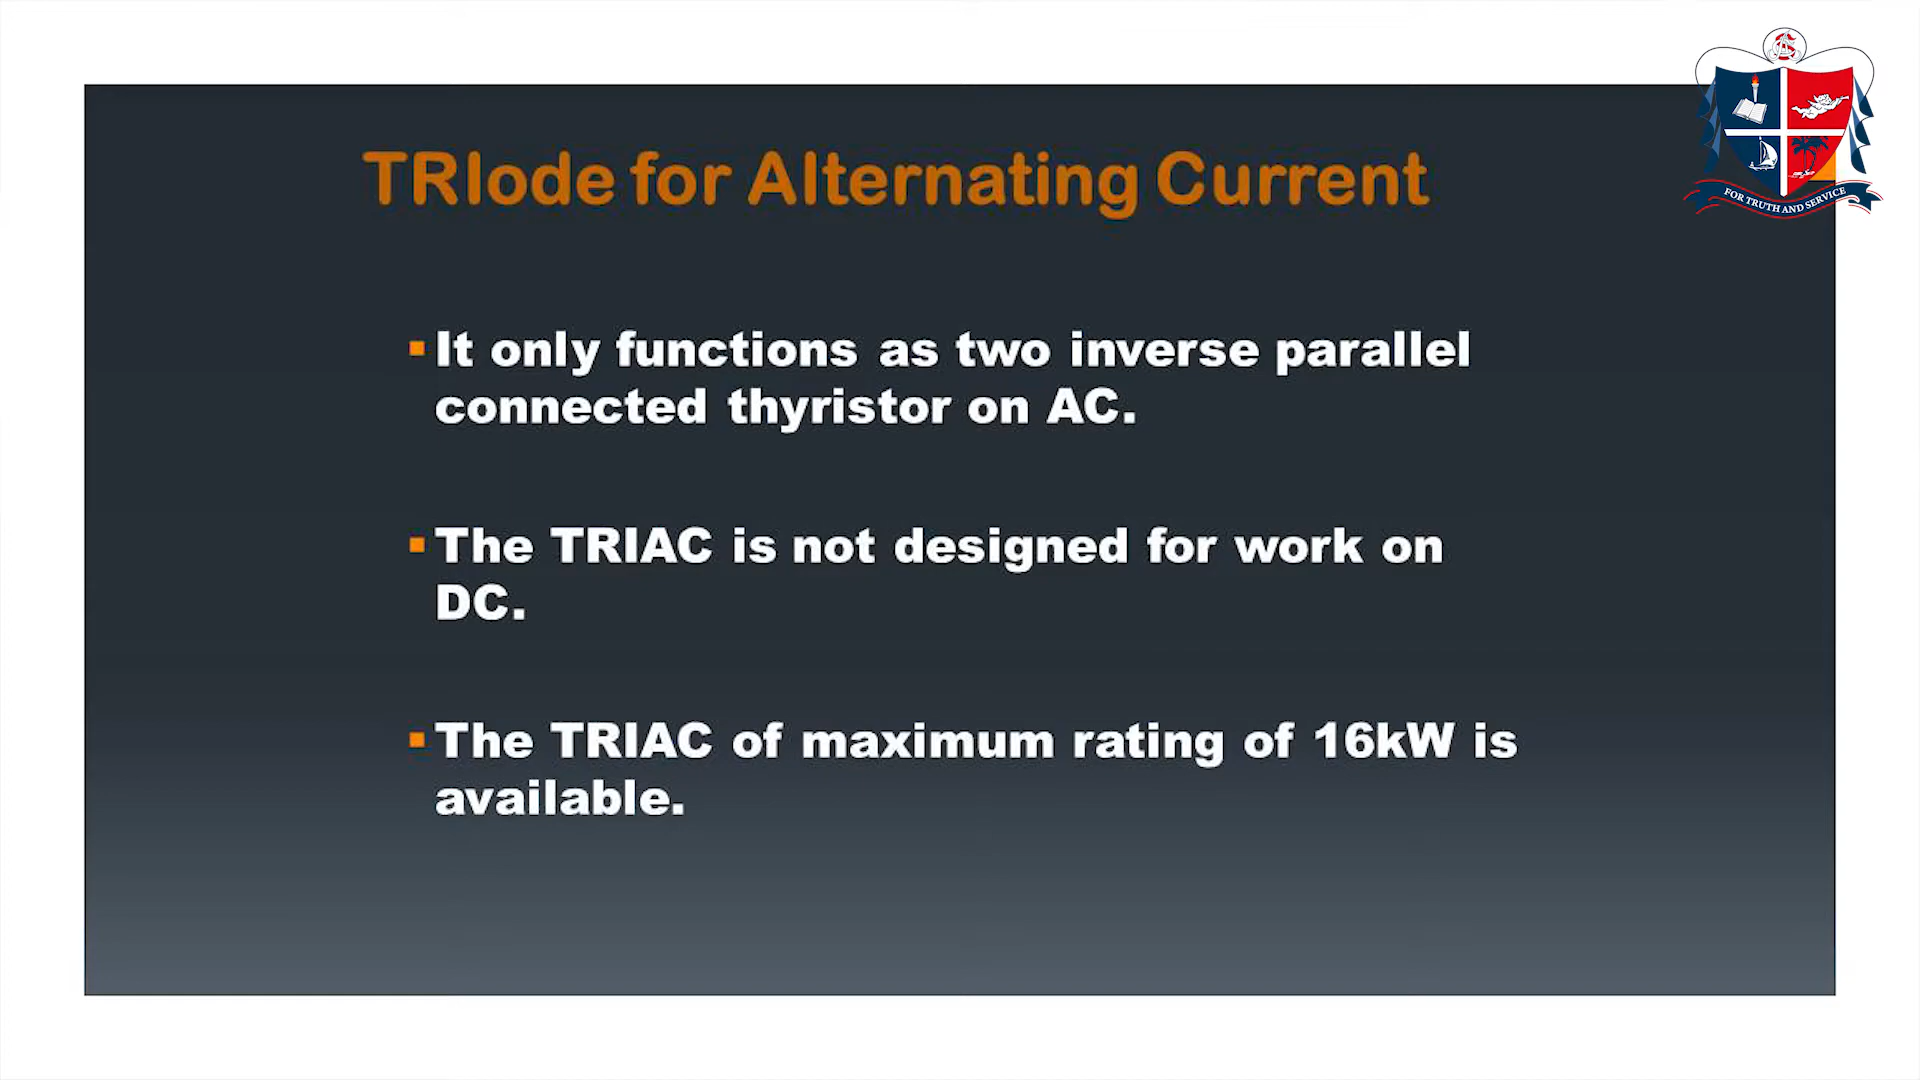 TRIode for Alternating Current
It only functions as two inverse parallel
connected thyristor on AC.
The TRIAC is not designed for work on
DC.
The TRIAC of maximum rating of 16kW is
available.
FOR TRUTH AND SERVICE